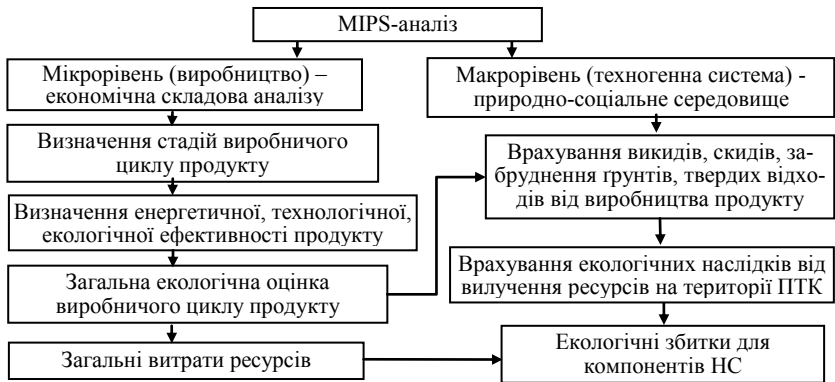 MIPS-аналіз
Мікрорівень (виробництво) –
економічна складова аналізу
Макрорівень (техногенна система) -
природно-соціальне середовище
Визначення стадій виробничого
циклу продукту
Врахування викидів, скидів, за-
бруднення ґрунтів, твердих відхо-
дів від виробництва продукту
Визначення енергетичної, технологічної,
екологічної ефективності продукту
Загальна екологічна оцінка
виробничого циклу продукту
Врахування екологічних наслідків від
вилучення ресурсів на території ПТК
Загальні витрати ресурсів
Екологічні збитки для
компонентів НС